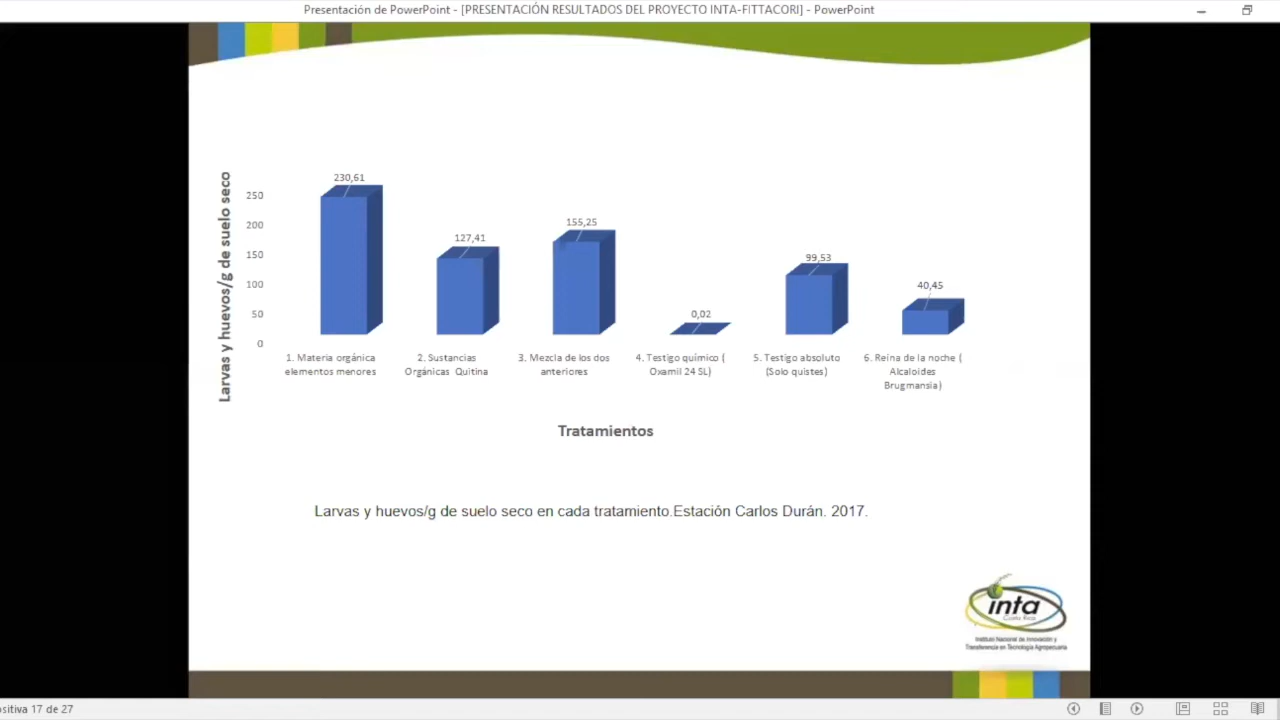 Presentación de PowerPoint - [PRESENTACIÓN RESULTADOS DEL PROYECTO INTA-FITTACORI] - PowerPoint
Larvas y huevos/g de suelo seco
250
200
150
100
50
0
230,61
127,41
155,25
0,02
99,53
40,45
1. Materia orgánica
elementos menores
2. Sustancias
Orgánicas Quitina
3. Mezcla de los dos
anteriores
4. Testigo químico (
Oxamil 24 SL)
5. Testigo absoluto
(Solo quistes)
6. Reina de la noche (
Alcaloides
Brugmansia)
Tratamientos
Larvas y huevos/g de suelo seco en cada tratamiento.Estación Carlos Durán. 2017.
inta
Costa Rica
Instituto Nacional de Innovación y
Transferencia en Tecnología Agropecuaria
ositiva 17 de 27